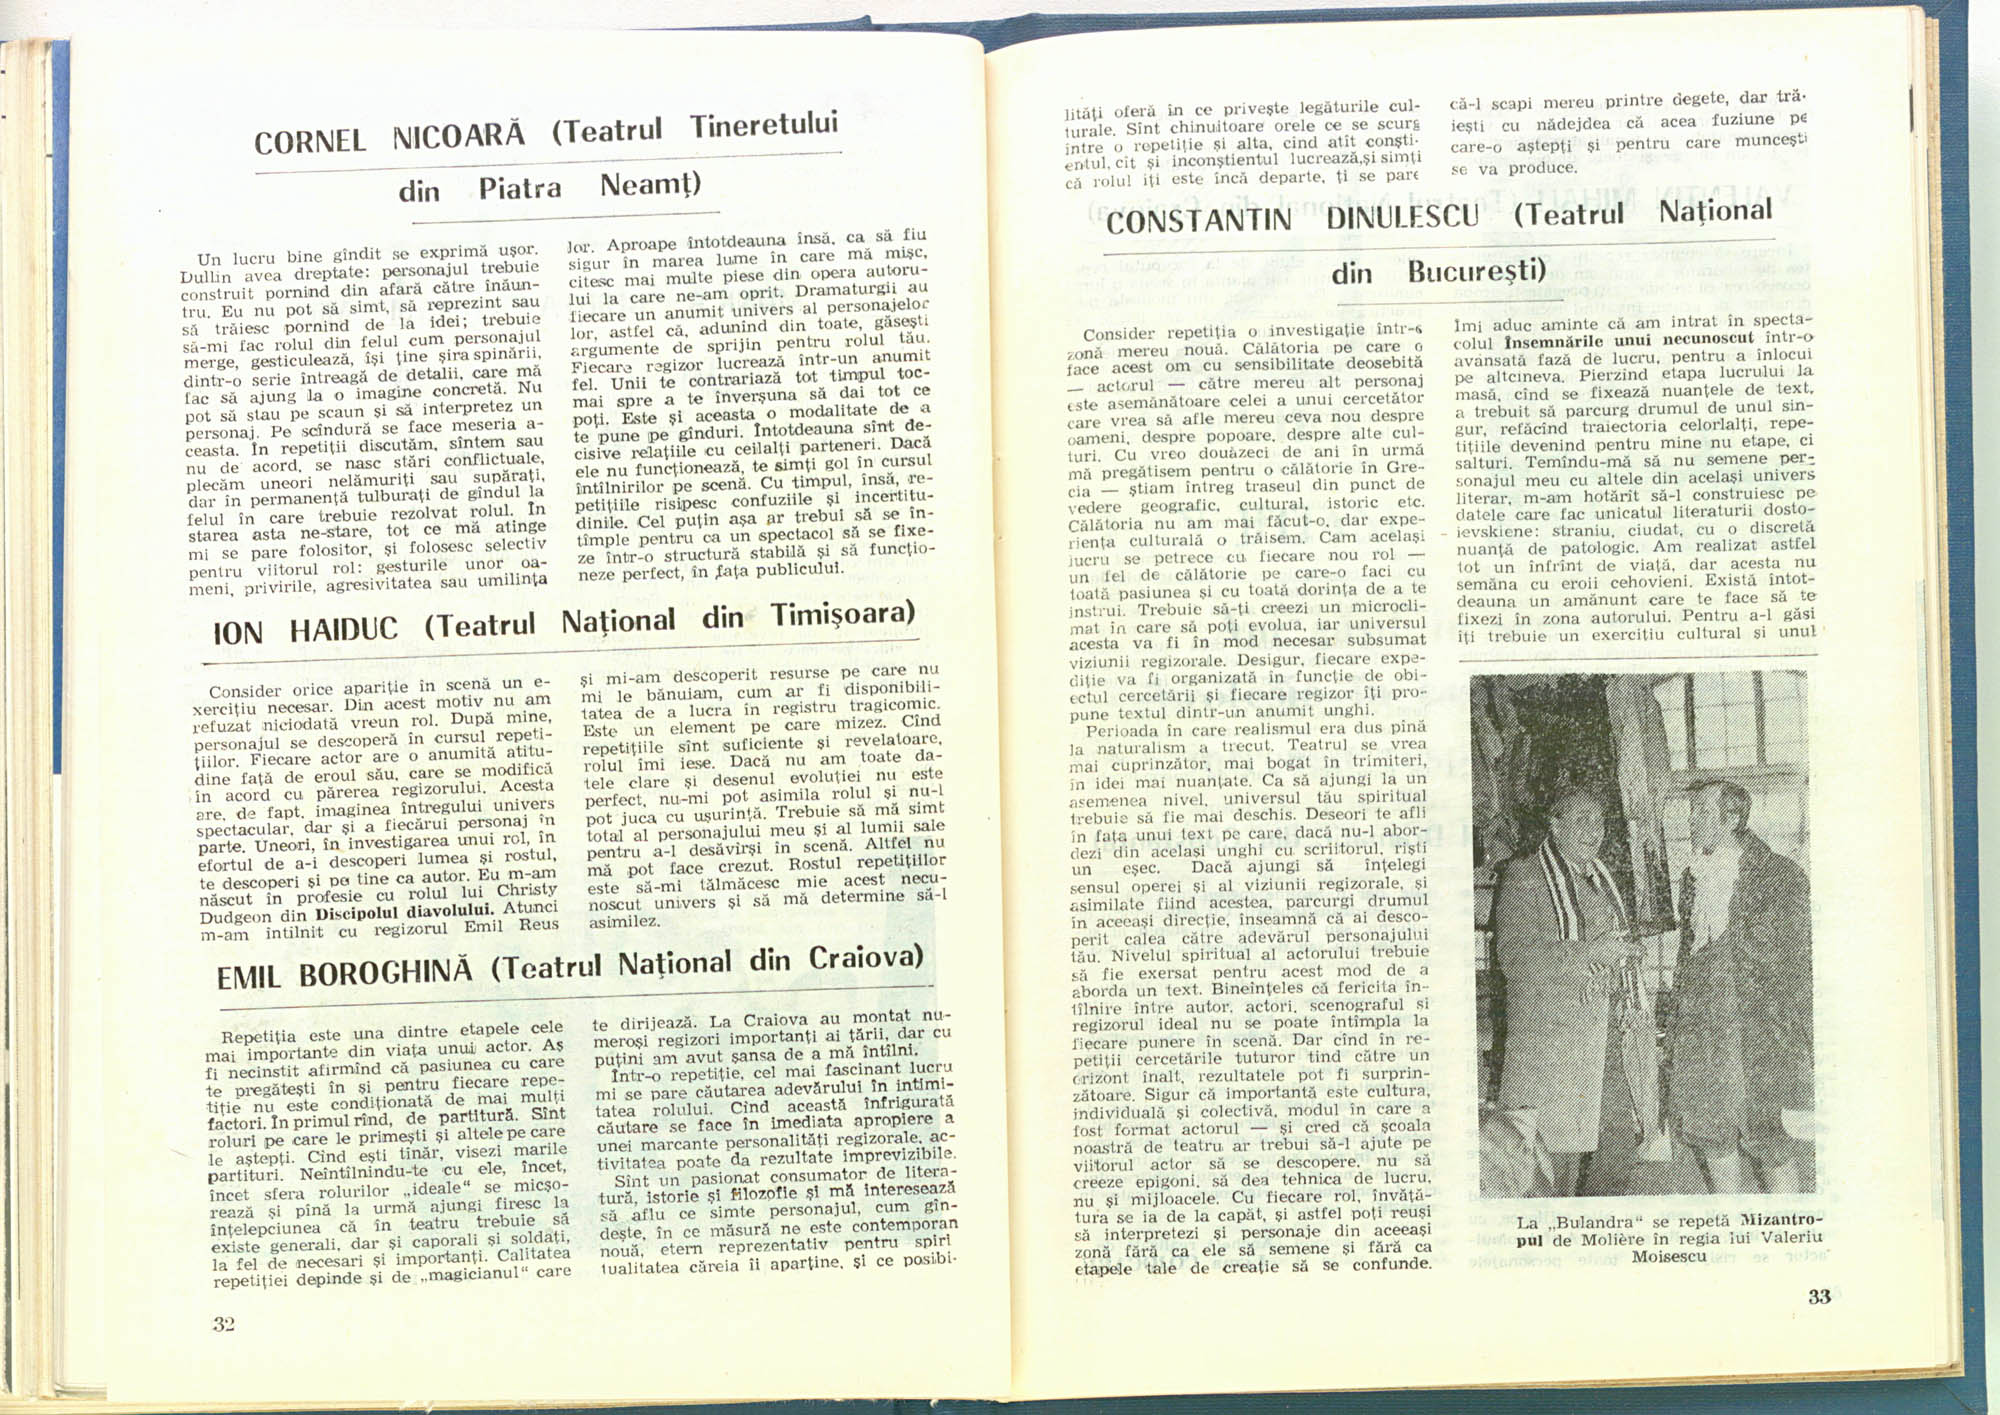 CORNEL NICOARĂ (Teatrul Tineretului
din Piatra Neamț)
Un lucru bine gîndit se exprimă ușor.
Dullin avea dreptate: personajul trebuie
construit pornind din afară către înăun-
tru. Eu nu pot să simt, să reprezint sau
să trăiesc pornind de la idei; trebuie
să-mi fac rolul din felul cum personajul
merge, gesticulează, își ține șira spinării,
dintr-o serie întreagă de detalii, care mă
fac să ajung la o imagine concretă. Nu
pot să stau pe scaun și să interpretez un
personaj. Pe scîndură se face meseria a-
ceasta. În repetiții discutăm, sîntem sau
nu de acord, se nasc stări conflictuale,
plecăm uneori nelămuriți sau supărați,
dar în permanență tulburați de gîndul la
felul în care trebuie rezolvat rolul. În
starea asta ne-stare, tot ce mă atinge
mi se pare folositor, și folosesc selectiv
pentru viitorul rol: gesturile unor oa-
meni, privirile, agresivitatea sau umilința
lor. Aproape întotdeauna însă, ca să fiu
sigur în marea lume în care mă mișc,
citesc mai multe piese din opera autoru-
lui la care ne-am oprit. Dramaturgii au
fiecare un anumit univers al personajelor
lor, astfel că, adunînd din toate, găsești
argumente de sprijin pentru rolul tău.
Fiecare regizor lucrează într-un anumit
fel. Unii te contrariază tot timpul toc-
mai spre a te înverșuna să dai tot ce
poți. Este și aceasta o modalitate de a
te pune pe gînduri. Întotdeauna sînt de-
cisive relațiile cu ceilalți parteneri. Dacă
ele nu funcționează, te simți gol în cursul
întîlnirilor pe scenă. Cu timpul, însă, re-
petițiile risipesc confuziile și incertitu-
dinile. Cel puțin așa ar trebui să se în-
tîmple pentru ca un spectacol să se fixe-
ze într-o structură stabilă și să funcțio-
neze perfect, în fața publicului.
ION HAIDUC (Teatrul Național din Timișoara)
Consider orice apariție în scenă un e-
xercițiu necesar. Din acest motiv nu am
refuzat niciodată vreun rol. După mine,
personajul se descoperă în cursul repeti-
țiilor. Fiecare actor are o anumită atitu-
dine față de eroul său, care se modifică
în acord cu părerea regizorului. Acesta
are, de fapt, imaginea întregului univers
spectacular, dar și a fiecărui personaj în
parte. Uneori, în investigarea unui rol, în
efortul de a-i descoperi lumea și rostul,
te descoperi și pe tine ca autor. Eu m-am
născut în profesie cu rolul lui Christy
Dudgeon din Discipolul diavolului. Atunci
m-am întîlnit cu regizorul Emil Reus
și mi-am descoperit resurse pe care nu
mi le bănuiam, cum ar fi disponibili-
tatea de a lucra în registru tragicomic.
Este un element pe care mizez. Cînd
repetițiile sînt suficiente și revelatoare,
rolul îmi iese. Dacă nu am toate da-
tele clare și desenul evoluției nu este
perfect, nu-mi pot asimila rolul și nu-l
pot juca cu ușurință. Trebuie să mă simt
total al personajului meu și al lumii sale
pentru a-l desăvîrși în scenă. Altfel nu
mă pot face crezut. Rostul repetițiilor
este să-mi tălmăcesc mie acest necu-
noscut univers și să mă determine să-l
asimilez.
EMIL BOROGHINĂ (Teatrul Național din Craiova)
Repetiția este una dintre etapele cele
mai importante din viața unui actor. Aș
fi necinstit afirmînd că pasiunea cu care
te pregătești în și pentru fiecare repe-
tiție nu este condiționată de mai mulți
factori. În primul rînd, de partitură. Sînt
roluri pe care le primești și altele pe care
le aștepți. Cînd ești tînăr, visezi marile
partituri. Neîntîlnindu-te cu ele, încet,
încet sfera rolurilor „ideale“ se micșo-
rează și pînă la urmă ajungi firesc la
înțelepciunea că în teatru trebuie să
existe generali, dar și caporali și soldați,
la fel de necesari și importanți. Calitatea
repetiției depinde și de „magicianul“ care
te dirijează. La Craiova au montat nu-
meroși regizori importanți ai țării, dar cu
puțini am avut șansa de a mă întîlni.
Într-o repetiție, cel mai fascinant lucru
mi se pare căutarea adevărului în intimi-
tatea rolului. Cînd această înfrigurată
căutare se face în imediata apropiere a
unei marcante personalități regizorale, ac-
tivitatea poate da rezultate imprevizibile.
Sînt un pasionat consumator de litera-
tură, istorie și filozofie și mă interesează
să aflu ce simte personajul, cum gîn-
dește, în ce măsură ne este contemporan
nouă, etern reprezentativ pentru spiri
tualitatea căreia îi aparține, și ce posibi-
32
lități oferă în ce privește legăturile cul-
turale. Sînt chinuitoare orele ce se scurg
între o repetiție și alta, cînd atît conști-
entul, cît și inconștientul lucrează, și simți
că rolul îți este încă departe, ți se pare
că-l scapi mereu printre degete, dar tră-
iești cu nădejdea că acea fuziune pe
care-o aștepți și pentru care muncești
se va produce.
CONSTANTIN DINULESCU (Teatrul Național
din București)
Consider repetiția o investigație într-o
zonă mereu nouă. Călătoria pe care o
face acest om cu sensibilitate deosebită
— actorul — către mereu alt personaj
este asemănătoare celei a unui cercetător
care vrea să afle mereu ceva nou despre
oameni, despre popoare, despre alte cul-
turi. Cu vreo douăzeci de ani în urmă
mă pregătisem pentru o călătorie în Gre-
cia — știam întreg traseul din punct de
vedere geografic, cultural, istoric etc.
Călătoria nu am mai făcut-o, dar expe-
riența culturală o trăisem. Cam același
lucru se petrece cu fiecare nou rol —
un fel de călătorie pe care-o faci cu
toată pasiunea și cu toată dorința de a te
instrui. Trebuie să-ți creezi un microcli-
mat în care să poți evolua, iar universul
acesta va fi în mod necesar subsumat
viziunii regizorale. Desigur, fiecare expe-
diție va fi organizată în funcție de obi-
ectul cercetării și fiecare regizor îți pro-
pune textul dintr-un anumit unghi.
Perioada în care realismul era dus pînă
la naturalism a trecut. Teatrul se vrea
mai cuprinzător, mai bogat în trimiteri,
în idei mai nuanțate. Ca să ajungi la un
asemenea nivel, universul tău spiritual
trebuie să fie mai deschis. Deseori te afli
în fața unui text pe care, dacă nu-l abor-
dezi din același unghi cu scriitorul, riști
un eșec. Dacă ajungi să înțelegi
sensul operei și al viziunii regizorale, și
asimilate fiind acestea, parcurgi drumul
în aceeași direcție, înseamnă că ai desco-
perit calea către adevărul personajului
tău. Nivelul spiritual al actorului trebuie
să fie exersat pentru acest mod de a
aborda un text. Bineînțeles că fericita în-
tîlnire între autor, actori, scenograful și
regizorul ideal nu se poate întîmpla la
fiecare punere în scenă. Dar cînd în re-
petiții cercetările tuturor tind către un
orizont înalt, rezultatele pot fi surprin-
zătoare. Sigur că importantă este cultura,
individuală și colectivă, modul în care a
fost format actorul — și cred că școala
noastră de teatru ar trebui să-l ajute pe
viitorul actor să se descopere, nu să
creeze epigoni, să dea tehnica de lucru,
nu și mijloacele. Cu fiecare rol, învăță-
tura se ia de la capăt, și astfel poți reuși
să interpretezi și personaje din aceeași
zonă fără ca ele să semene și fără ca
etapele tale de creație să se confunde.
Îmi aduc aminte că am intrat în specta-
colul Însemnările unui necunoscut într-o
avansată fază de lucru, pentru a înlocui
pe altcineva. Pierzînd etapa lucrului la
masă, cînd se fixează nuanțele de text,
a trebuit să parcurg drumul de unul sin-
gur, refăcînd traiectoria celorlalți, repe-
tițiile devenind pentru mine nu etape, ci
salturi. Temîndu-mă să nu semene per-
sonajul meu cu altele din același univers
literar, m-am hotărît să-l construiesc pe
datele care fac unicatul literaturii dosto-
ievskiene: straniu, ciudat, cu o discretă
nuanță de patologic. Am realizat astfel
tot un înfrînt de viață, dar acesta nu
semăna cu eroii cehovieni. Există întot-
deauna un amănunt care te face să te
fixezi în zona autorului. Pentru a-l găsi
îți trebuie un exercițiu cultural și unul
La „Bulandra“ se repetă Mizantro-
pul de Molière în regia lui Valeriu
Moisescu
33